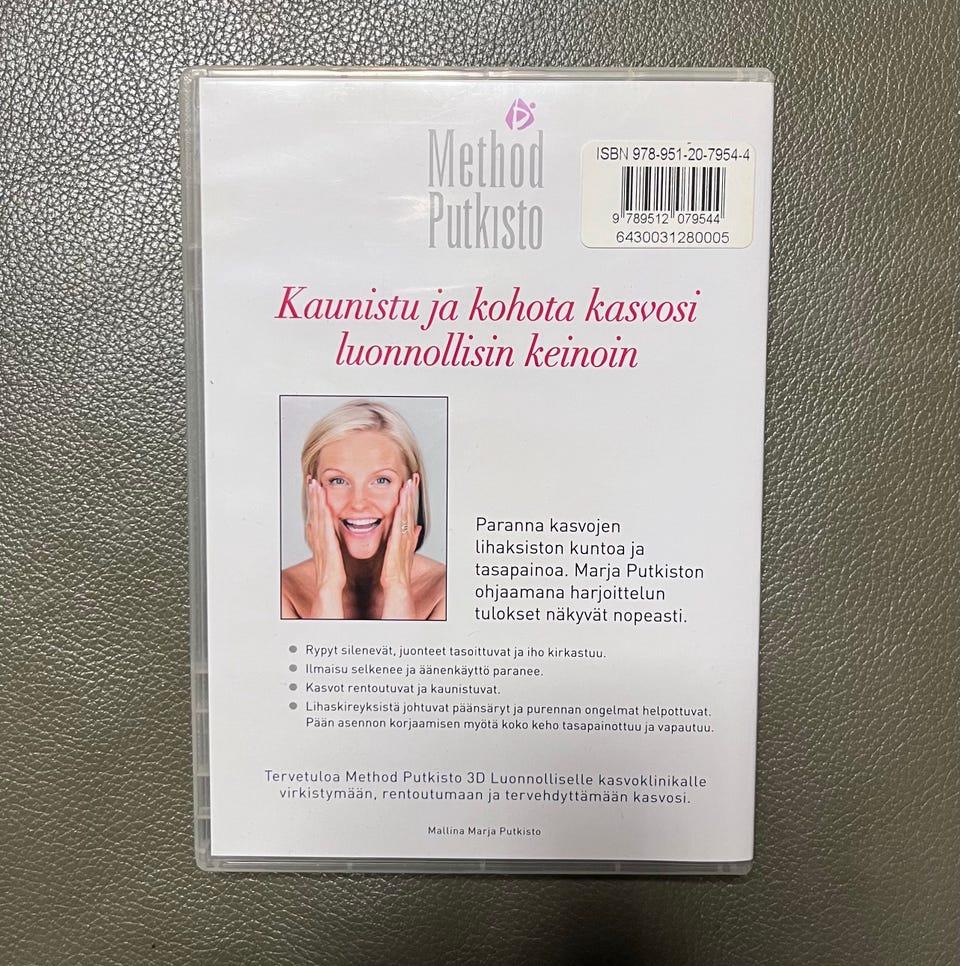 Method
Putkisto
ISBN 978-951-20-7954-4
9 789512 079544
6430031280005
Kaunistu ja kohota kasvosi
luonnollisin keinoin
Paranna kasvojen
lihaksiston kuntoa ja
tasapainoa. Marja Putkiston
ohjaamana harjoittelun
tulokset näkyvät nopeasti.
Rypyt silenevät, juonteet tasoittuvat ja iho kirkastuu.
Ilmaisu selkenee ja äänenkäyttö paranee.
Kasvot rentoutuvat ja kaunistuvat.
Lihaskireyksistä johtuvat päänsäryt ja purennan ongelmat helpottuvat.
Pään asennon korjaamisen myötä koko keho tasapainottuu ja vapautuu.
Tervetuloa Method Putkisto 3D Luonnolliselle kasvoklinikalle
virkistymään, rentoutumaan ja tervehdyttämään kasvosi.
Mallina Marja Putkisto